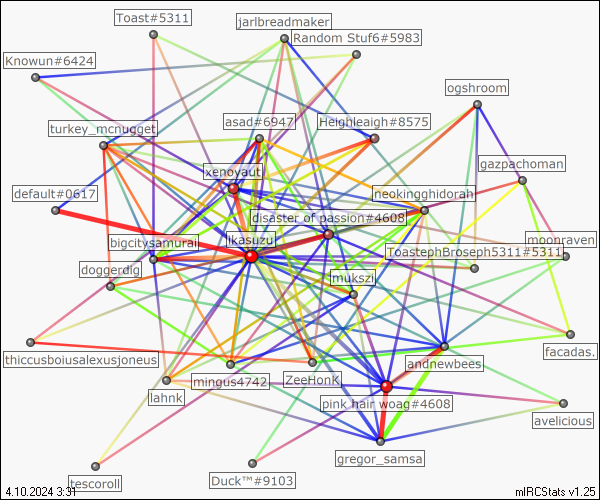 Toast#5311
jarlbreadmaker
Random Stuf6#5983
Knowun#6424
ogshroom
asad#6947
Heighleaigh#8575
turkey_mcnugget
gazpachoman
xenoyaut
default#0617
neokingghidorah
disaster of passion#4608
jkasuzu
bigcitysamurai
moonraven
ToastephBroseph5311#5311
doggerdlg
mukszi
thiccusboiusalexusjoneus
facadas.
andnewbees
mingus4742
ZeeHonK
lahnk
pink hair woag#4608
avelicious
gregor_samsa
tescoroll
Duck™#9103
4.10.2024 3:31
mIRCStats v1.25